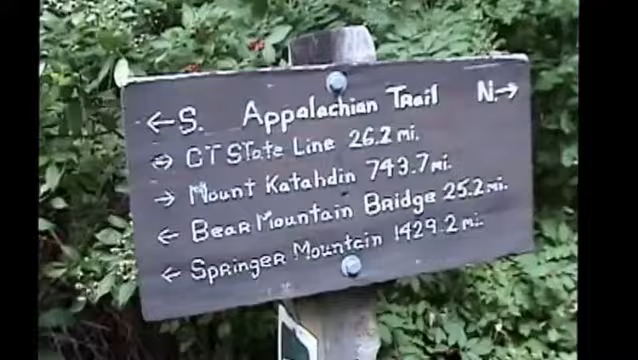 ← S. Appalachian Trail N. →
↔ CT State Line 26.2 mi.
→ Mount Katahdin 743.7 mi.
← Bear Mountain Bridge 25.2 mi.
← Springer Mountain 1429.2 mi.